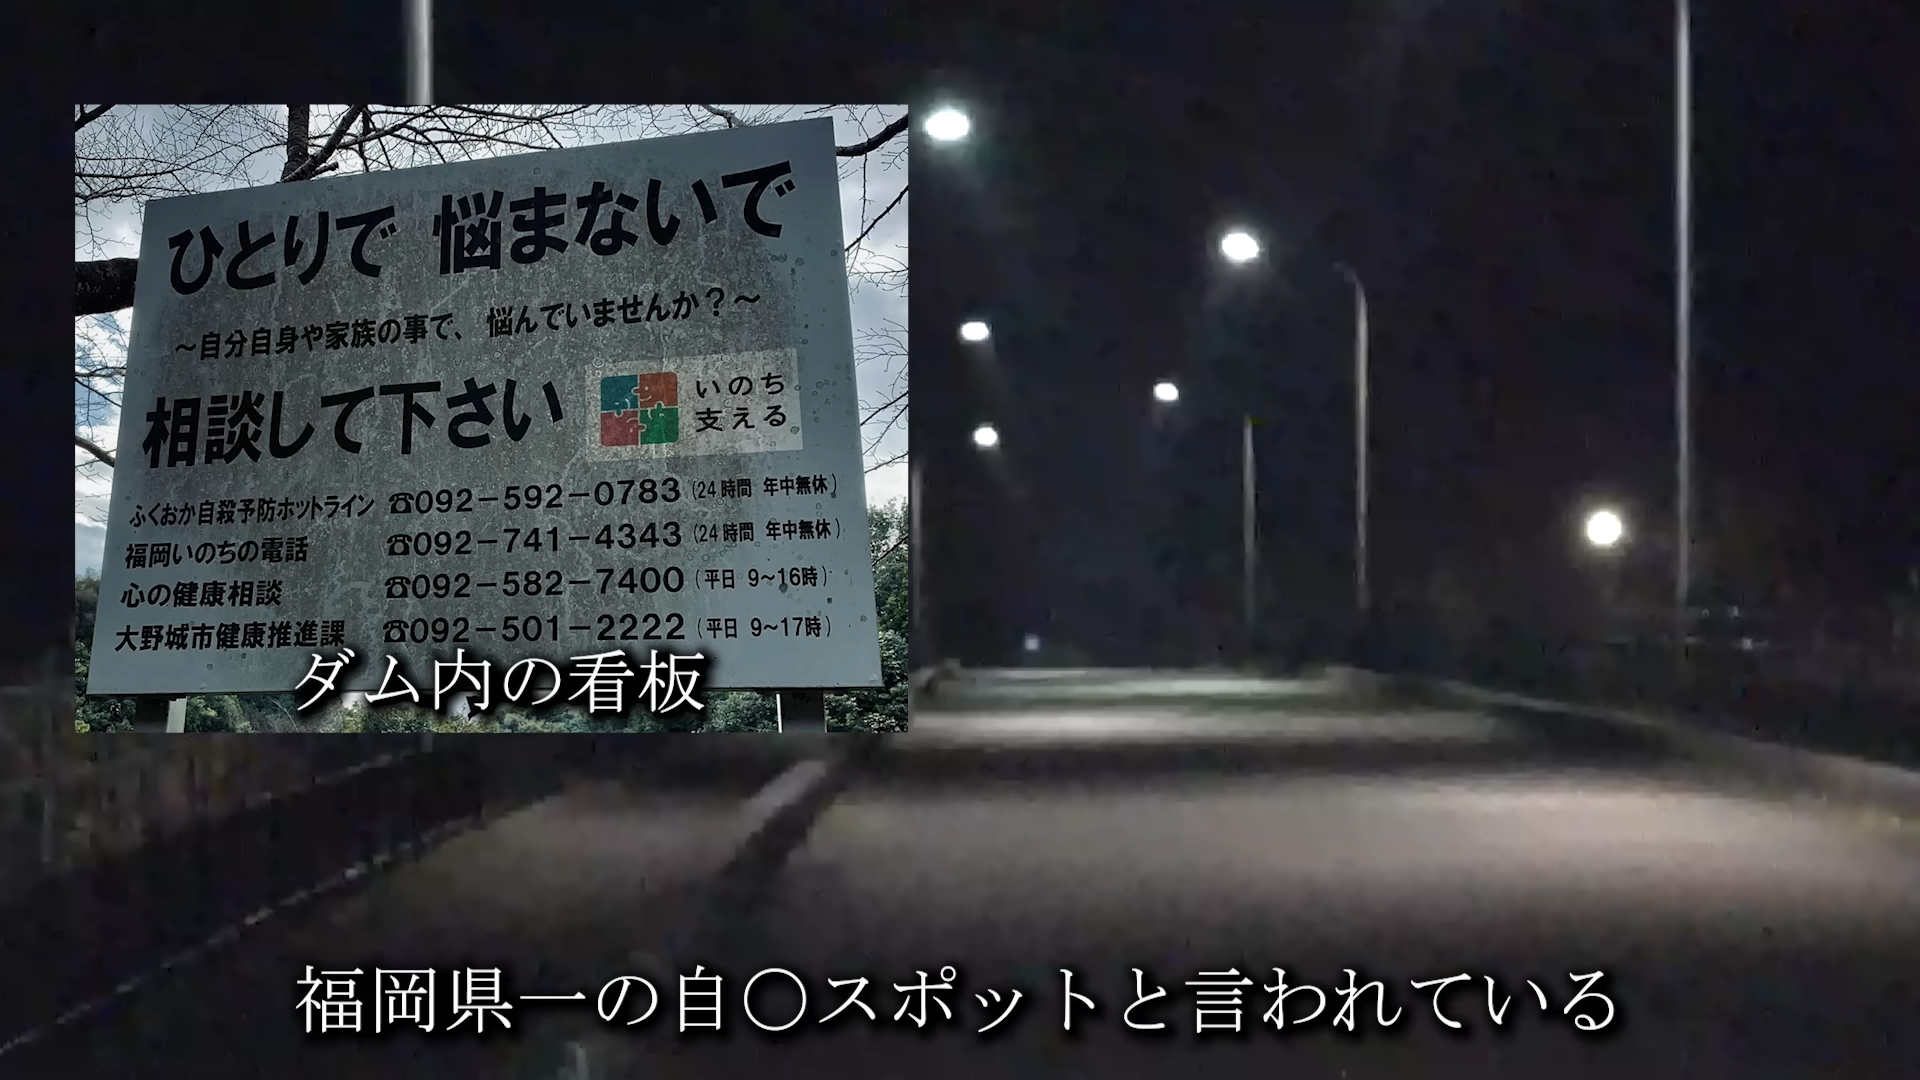 ひとりで 悩まないで
～自分自身や家族の事で、悩んでいませんか？～
相談して下さい
いのち
支える
ふくおか自殺予防ホットライン ☎092－592－0783 (24時間 年中無休)
福岡いのちの電話 ☎092－741－4343 (24時間 年中無休)
心の健康相談 ☎092－582－7400 (平日 9～16時)
大野城市健康推進課 ☎092－501－2222 (平日 9～17時)
ダム内の看板
福岡県一の自〇スポットと言われている